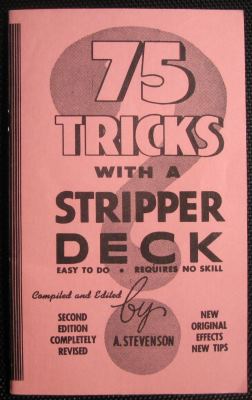 75
TRICKS
WITH A
STRIPPER
DECK
EASY TO DO • REQUIRES NO SKILL
Compiled and Edited
by
A. STEVENSON
SECOND
EDITION
COMPLETELY
REVISED
NEW
ORIGINAL
EFFECTS
NEW TIPS